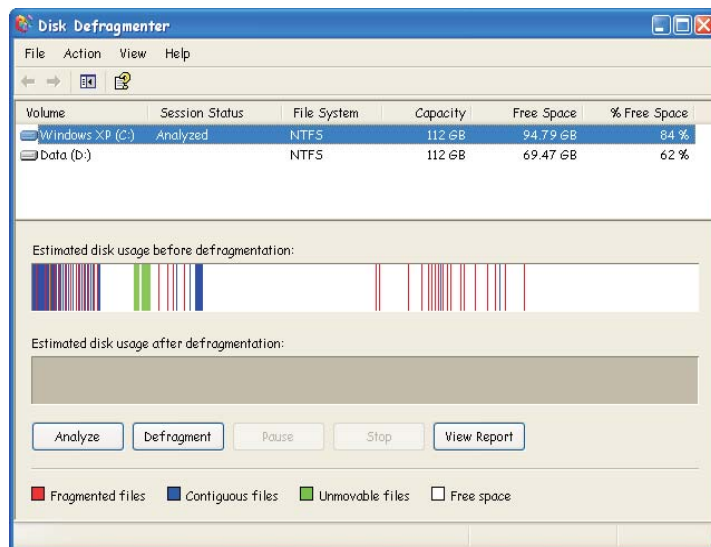 Disk Defragmenter
File Action View Help
Volume Session Status File System Capacity Free Space % Free Space
Windows XP (C:) Analyzed NTFS 112 GB 94.79 GB 84 %
Data (D:) NTFS 112 GB 69.47 GB 62 %
Estimated disk usage before defragmentation:
Estimated disk usage after defragmentation:
Analyze Defragment Pause Stop View Report
Fragmented files Contiguous files Unmovable files Free space